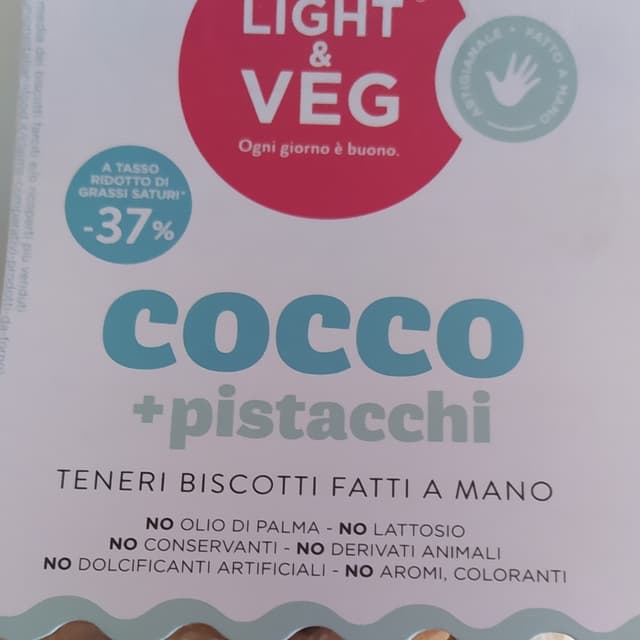 LIGHT
&
VEG
Ogni giorno è buono.
ARTIGIANALE • FATTO A MANO •
A TASSO
RIDOTTO DI
GRASSI SATURI*
-37%
cocco
+pistacchi
TENERI BISCOTTI FATTI A MANO
NO OLIO DI PALMA - NO LATTOSIO
NO CONSERVANTI - NO DERIVATI ANIMALI
NO DOLCIFICANTI ARTIFICIALI - NO AROMI, COLORANTI